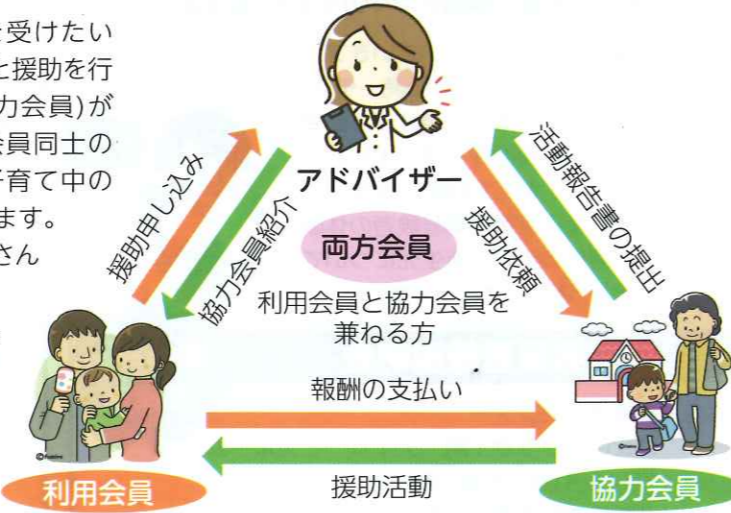 を受けたい
と援助を行
力会員)が
会員同士の
子育て中の
ます。
さん
アドバイザー
援助申し込み
協力会員紹介
両方会員
利用会員と協力会員を
兼ねる方
援助依頼
活動報告書の提出
報酬の支払い
援助活動
利用会員
協力会員